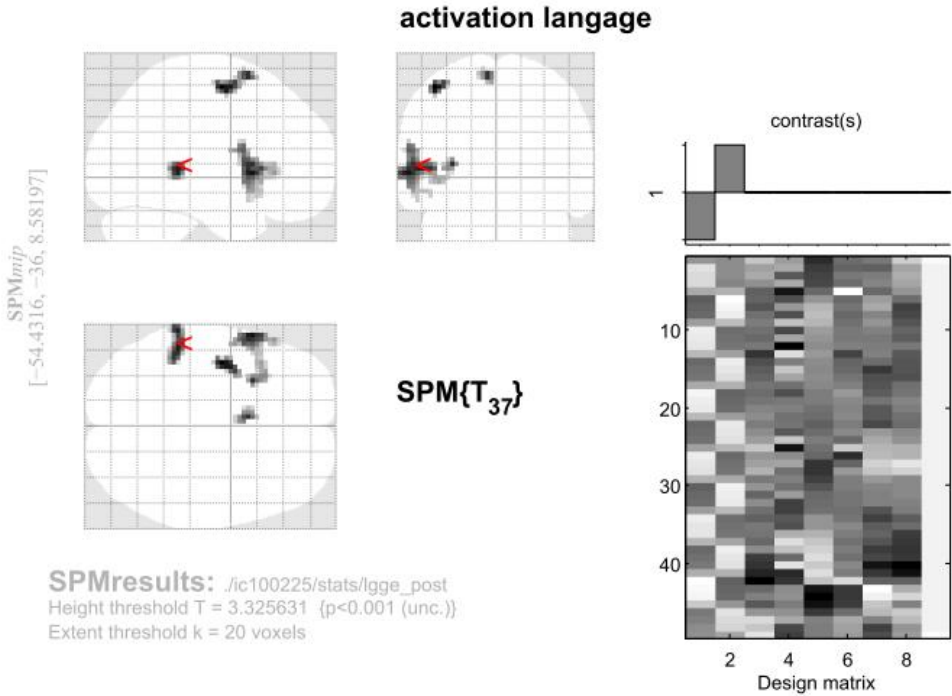 activation langage
SPMmip
[-54.4316, -36, 8.58197]
SPM{T37}
contrast(s)
1
10
20
30
40
2 4 6 8
Design matrix
SPMresults: ./ic100225/stats/lgge_post
Height threshold T = 3.325631 {p<0.001 (unc.)}
Extent threshold k = 20 voxels